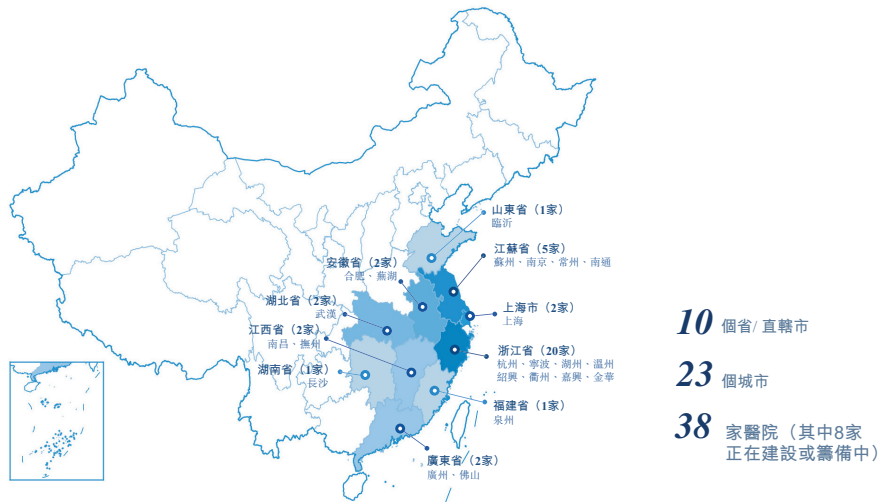 山東省（1家）
臨沂
江蘇省（5家）
蘇州、南京、常州、南通
安徽省（2家）
合肥、蕪湖
湖北省（2家）
武漢
上海市（2家）
上海
江西省（2家）
南昌、撫州
浙江省（20家）
杭州、寧波、湖州、溫州
紹興、衢州、嘉興、金華
湖南省（1家）
長沙
福建省（1家）
泉州
廣東省（2家）
廣州、佛山
10 個省/ 直轄市
23 個城市
38 家醫院（其中8家
正在建設或籌備中）